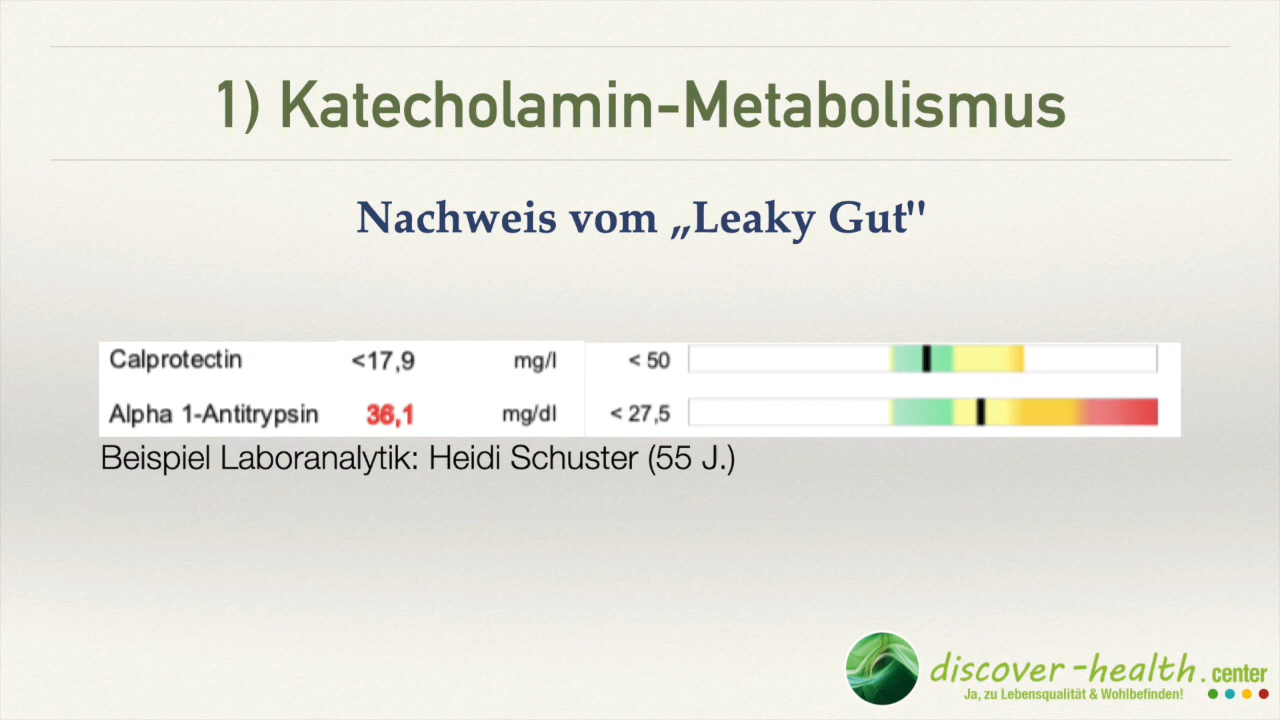 1) Katecholamin-Metabolismus
Nachweis vom „Leaky Gut"
Calprotectin <17,9 mg/l < 50
Alpha 1-Antitrypsin 36,1 mg/dl < 27,5
Beispiel Laboranalytik: Heidi Schuster (55 J.)
discover-health.center
Ja, zu Lebensqualität & Wohlbefinden!